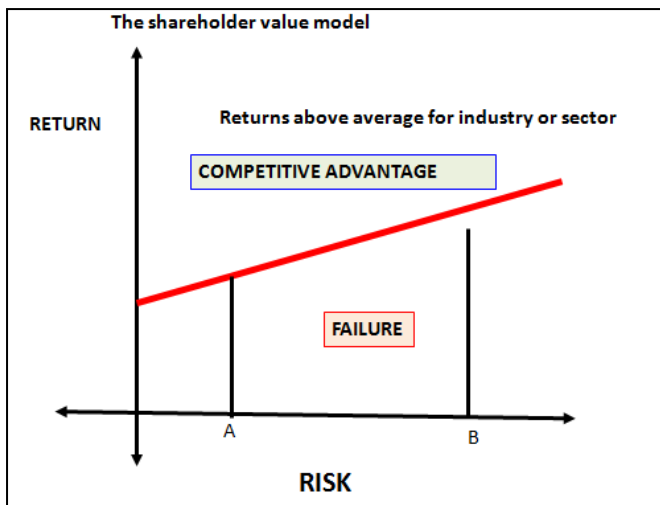 The shareholder value model
RETURN
Returns above average for industry or sector
COMPETITIVE ADVANTAGE
FAILURE
A
B
RISK